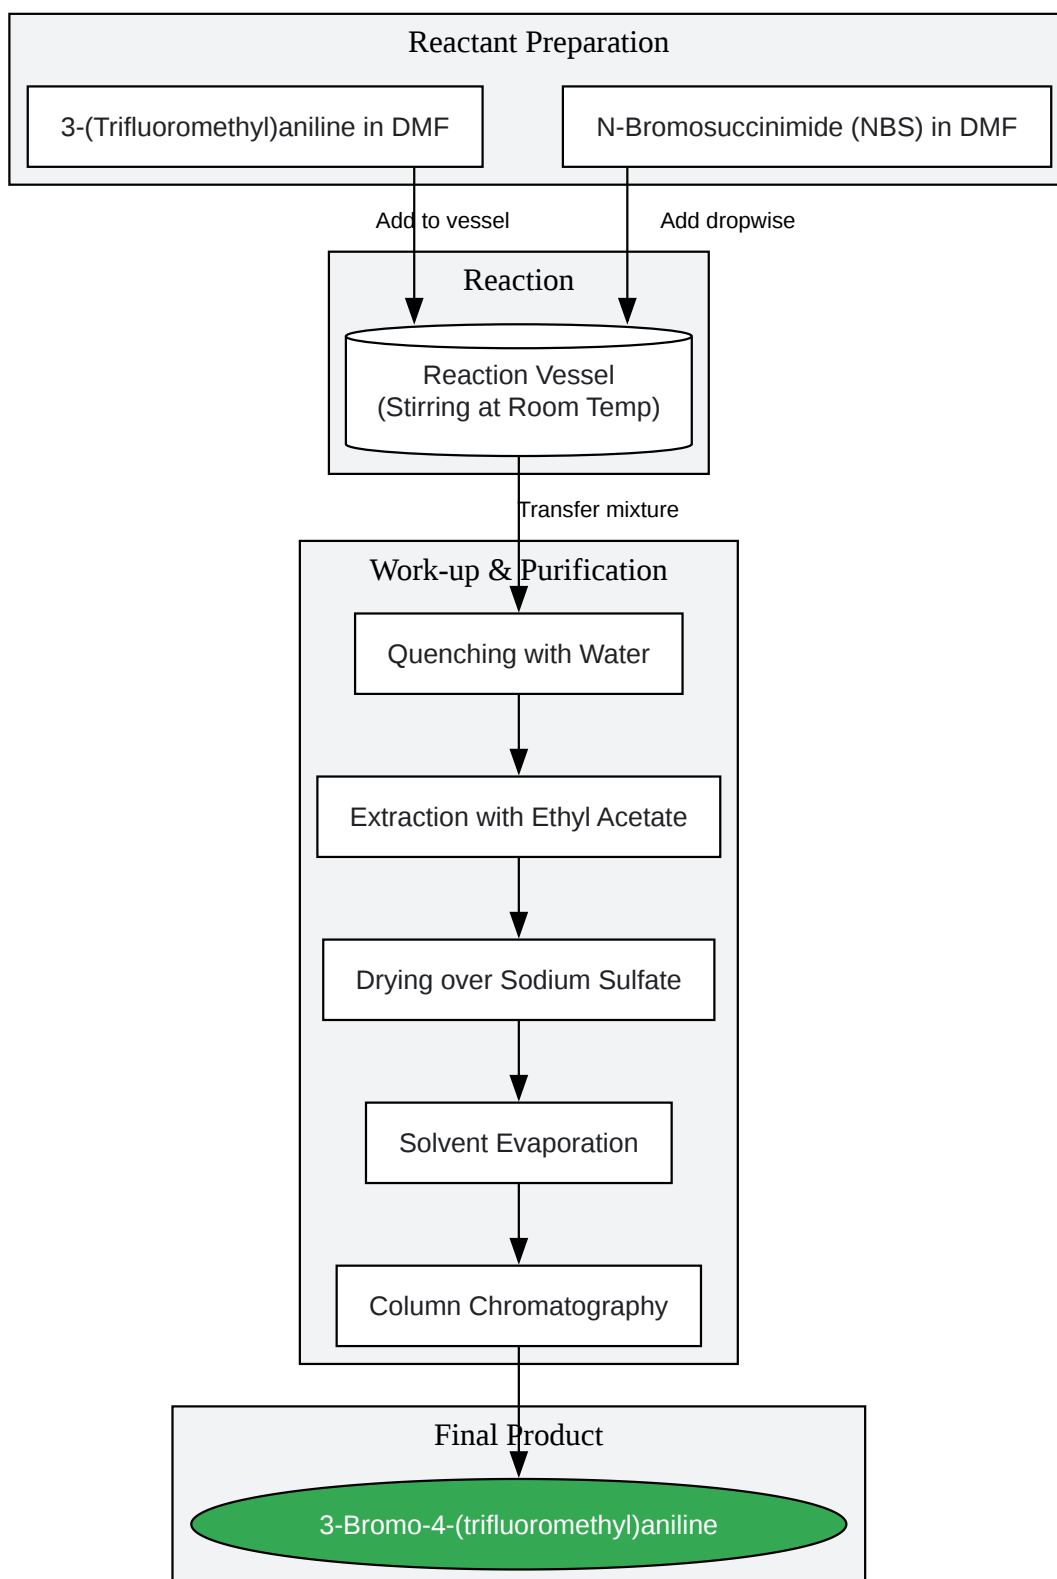 Reactant Preparation
3-(Trifluoromethyl)aniline in DMF
N-Bromosuccinimide (NBS) in DMF
Add to vessel
Add dropwise
Reaction
Reaction Vessel
(Stirring at Room Temp)
Transfer mixture
Work-up & Purification
Quenching with Water
Extraction with Ethyl Acetate
Drying over Sodium Sulfate
Solvent Evaporation
Column Chromatography
Final Product
3-Bromo-4-(trifluoromethyl)aniline